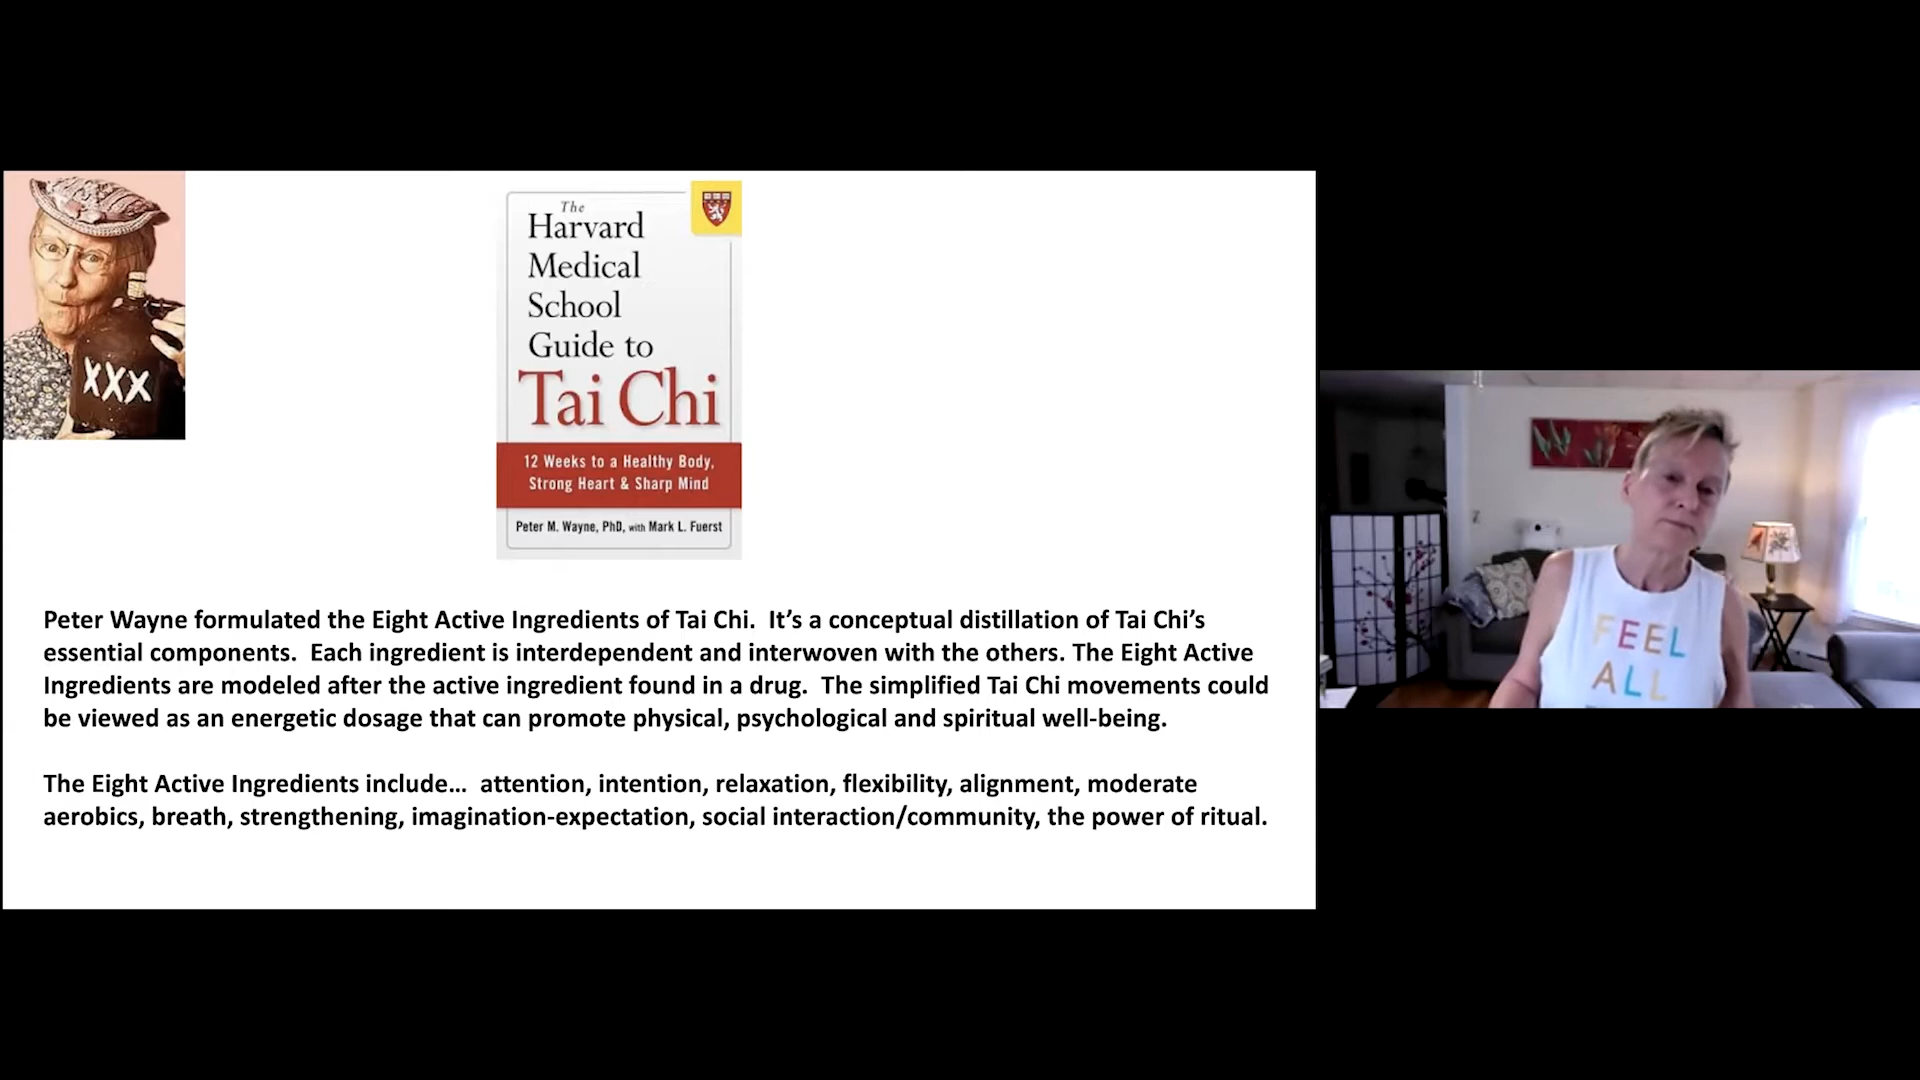 XXX
The
Harvard
Medical
School
Guide to
Tai Chi
12 Weeks to a Healthy Body,
Strong Heart & Sharp Mind
Peter M. Wayne, PhD, with Mark L. Fuerst
Peter Wayne formulated the Eight Active Ingredients of Tai Chi.  It’s a conceptual distillation of Tai Chi’s
essential components.  Each ingredient is interdependent and interwoven with the others. The Eight Active
Ingredients are modeled after the active ingredient found in a drug.  The simplified Tai Chi movements could
be viewed as an energetic dosage that can promote physical, psychological and spiritual well-being.
The Eight Active Ingredients include…  attention, intention, relaxation, flexibility, alignment, moderate
aerobics, breath, strengthening, imagination-expectation, social interaction/community, the power of ritual.
FEEL
ALL